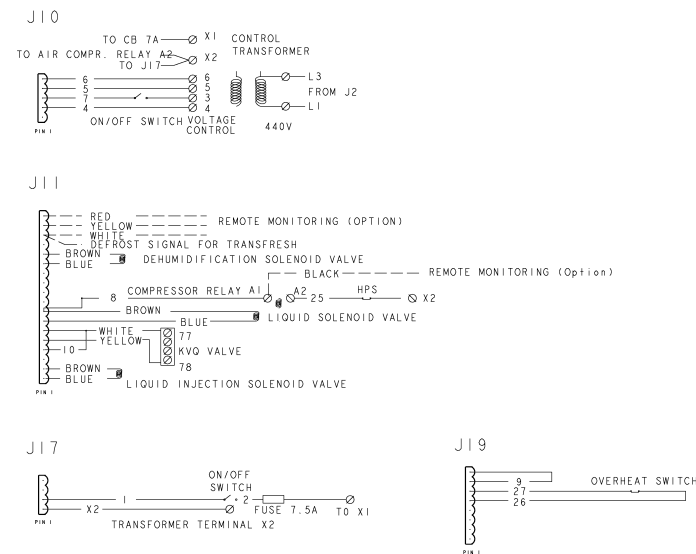 J10
TO CB 7A X1 CONTROL
TRANSFORMER
TO AIR COMPR. RELAY A2 X2
TO J17
6 6 L3
5 5 FROM J2
7 3
4 4 L1
ON/OFF SWITCH VOLTAGE
CONTROL 440V
PIN 1
J11
RED
YELLOW REMOTE MONITORING (OPTION)
WHITE
DEFROST SIGNAL FOR TRANSFRESH
BROWN
DEHUMIDIFICATION SOLENOID VALVE
BLUE
BLACK REMOTE MONITORING (Option)
8 COMPRESSOR RELAY A1 A2 25 HPS X2
BROWN
BLUE LIQUID SOLENOID VALVE
WHITE 77
YELLOW
10 KVQ VALVE
78
BROWN
BLUE
LIQUID INJECTION SOLENOID VALVE
PIN 1
J17
ON/OFF
SWITCH
1 2 FUSE 7.5A TO X1
X2
TRANSFORMER TERMINAL X2
PIN 1
J19
9 OVERHEAT SWITCH
27
26
PIN 1